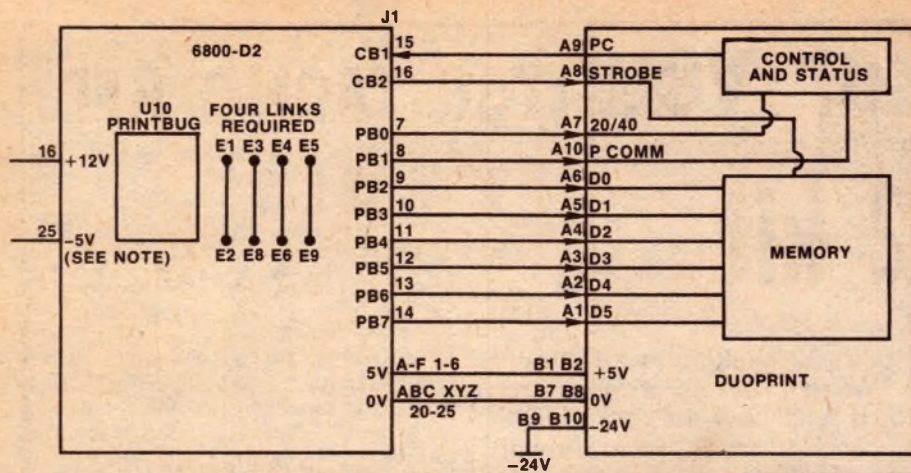 J1
6800-D2
U10
PRINTBUG
FOUR LINKS
REQUIRED
E1 E3 E4 E5
E2 E8 E6 E9
16 +12V
25 -5V
(SEE NOTE)
CB1 15 A9 PC
CB2 16 A8 STROBE
PB0 7 A7 20/40
PB1 8 A10 P COMM
PB2 9 A6 D0
PB3 10 A5 D1
PB4 11 A4 D2
PB5 12 A3 D3
PB6 13 A2 D4
PB7 14 A1 D5
5V A-F 1-6 B1 B2 +5V
0V ABC XYZ B7 B8 0V
20-25
B9 B10 -24V
-24V
CONTROL
AND STATUS
MEMORY
DUOPRINT